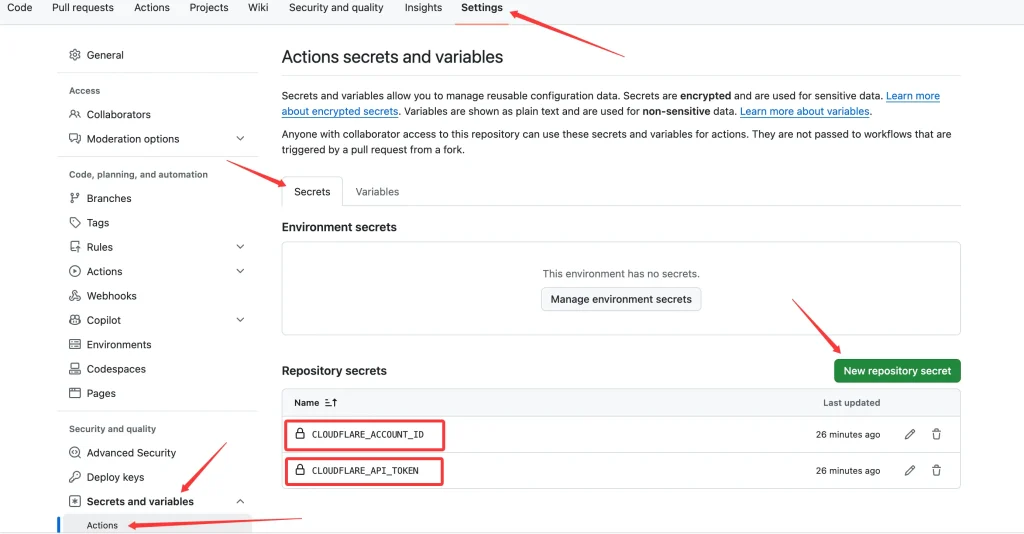 Code Pull requests Actions Projects Wiki Security and quality Insights Settings
General
Access
Collaborators
Moderation options
Code, planning, and automation
Branches
Tags
Rules
Actions
Webhooks
Copilot
Environments
Codespaces
Pages
Security and quality
Advanced Security
Deploy keys
Secrets and variables
Actions
Actions secrets and variables
Secrets and variables allow you to manage reusable configuration data. Secrets are encrypted and are used for sensitive data. Learn more
about encrypted secrets. Variables are shown as plain text and are used for non-sensitive data. Learn more about variables.
Anyone with collaborator access to this repository can use these secrets and variables for actions. They are not passed to workflows that are
triggered by a pull request from a fork.
Secrets Variables
Environment secrets
This environment has no secrets.
Manage environment secrets
Repository secrets New repository secret
Name Last updated
CLOUDFLARE_ACCOUNT_ID 26 minutes ago
CLOUDFLARE_API_TOKEN 26 minutes ago